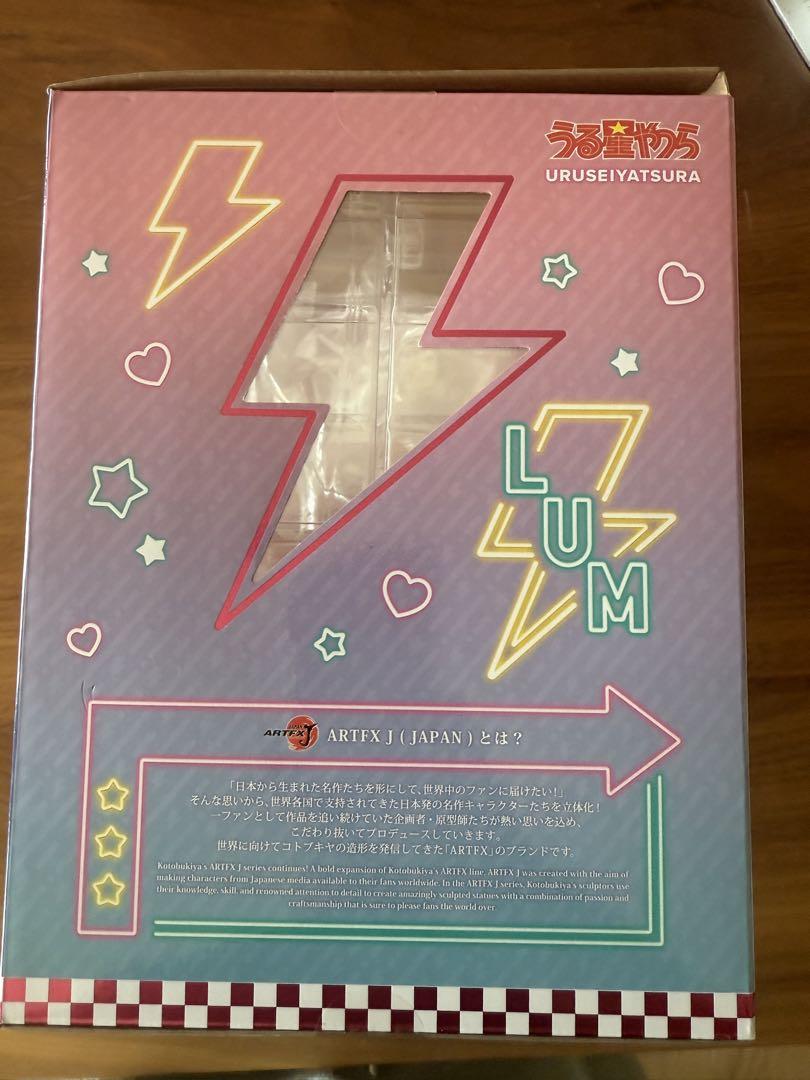 うる星やつら
URUSEIYATSURA
LUM
JAPAN
ARTFX J
ARTFX J ( JAPAN ) とは？
「日本から生まれた名作たちを形にして、世界中のファンに届けたい！」
そんな思いから、世界各国で支持されてきた日本発の名作キャラクターたちを立体化！
一ファンとして作品を追い続けていた企画者・原型師たちが熱い思いを込め、
こだわり抜いてプロデュースしていきます。
世界に向けてコトブキヤの造形を発信してきた「ARTFX」のブランドです。
Kotobukiya's ARTFX J series continues! A bold expansion of Kotobukiya's ARTFX line, ARTFX J was created with the aim of
making characters from Japanese media available to their fans worldwide. In the ARTFX J series, Kotobukiya's sculptors use
their knowledge, skill, and renowned attention to detail to create amazingly sculpted statues with a combination of passion and
craftsmanship that is sure to please fans the world over.